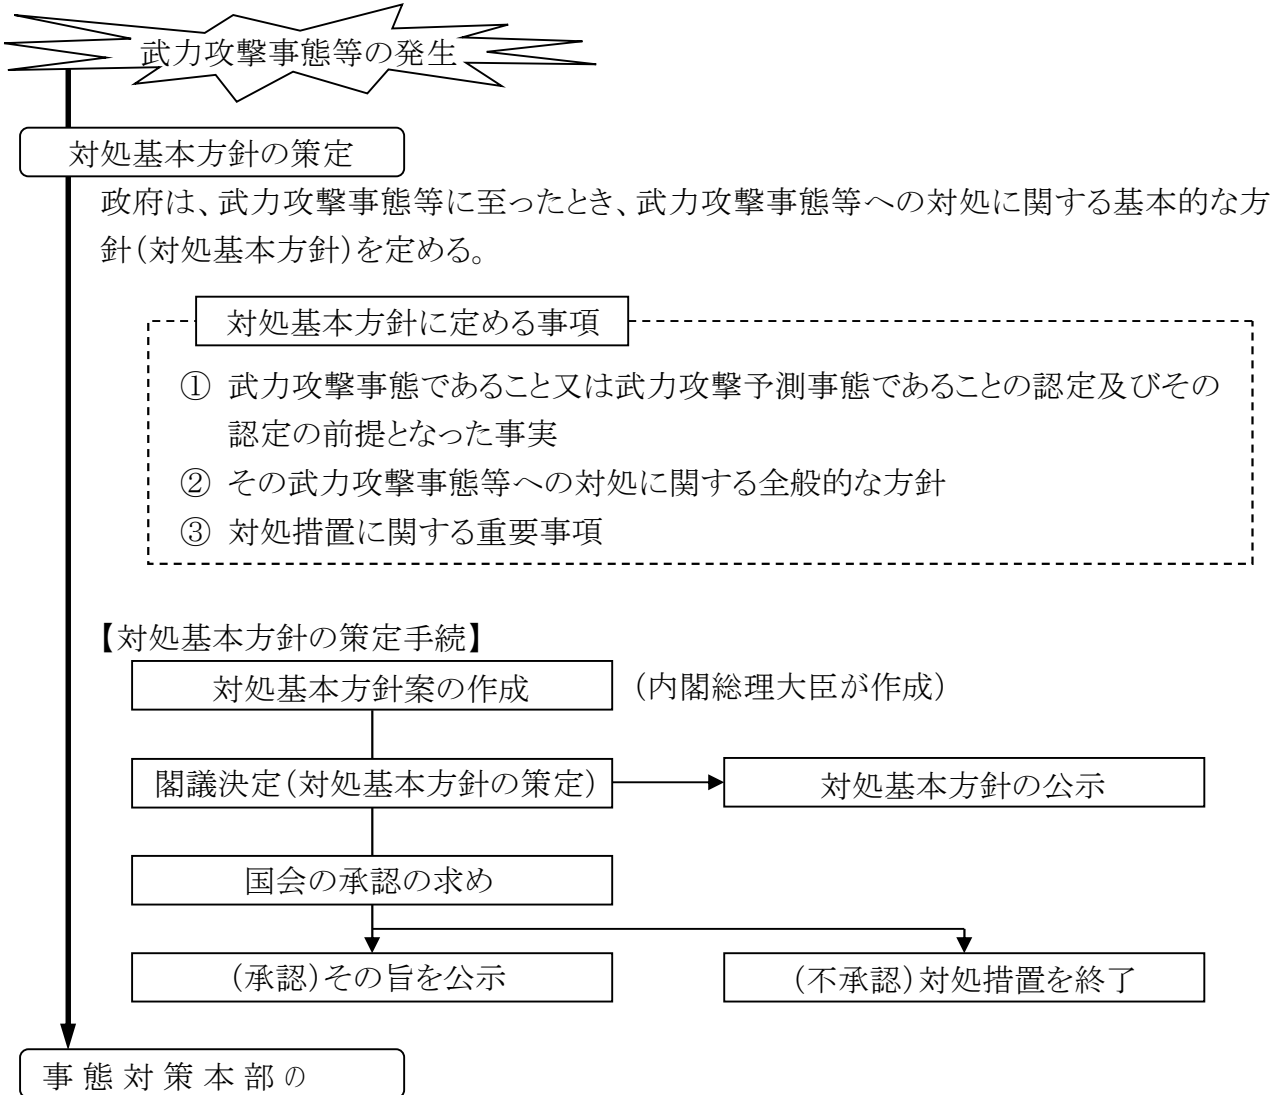 武力攻撃事態等の発生
対処基本方針の策定
政府は、武力攻撃事態等に至ったとき、武力攻撃事態等への対処に関する基本的な方
針(対処基本方針)を定める。
対処基本方針に定める事項
① 武力攻撃事態であること又は武力攻撃予測事態であることの認定及びその
認定の前提となった事実
② その武力攻撃事態等への対処に関する全般的な方針
③ 対処措置に関する重要事項
【対処基本方針の策定手続】
対処基本方針案の作成 (内閣総理大臣が作成)
閣議決定(対処基本方針の策定) 対処基本方針の公示
国会の承認の求め
(承認)その旨を公示 (不承認)対処措置を終了
事態対策本部の